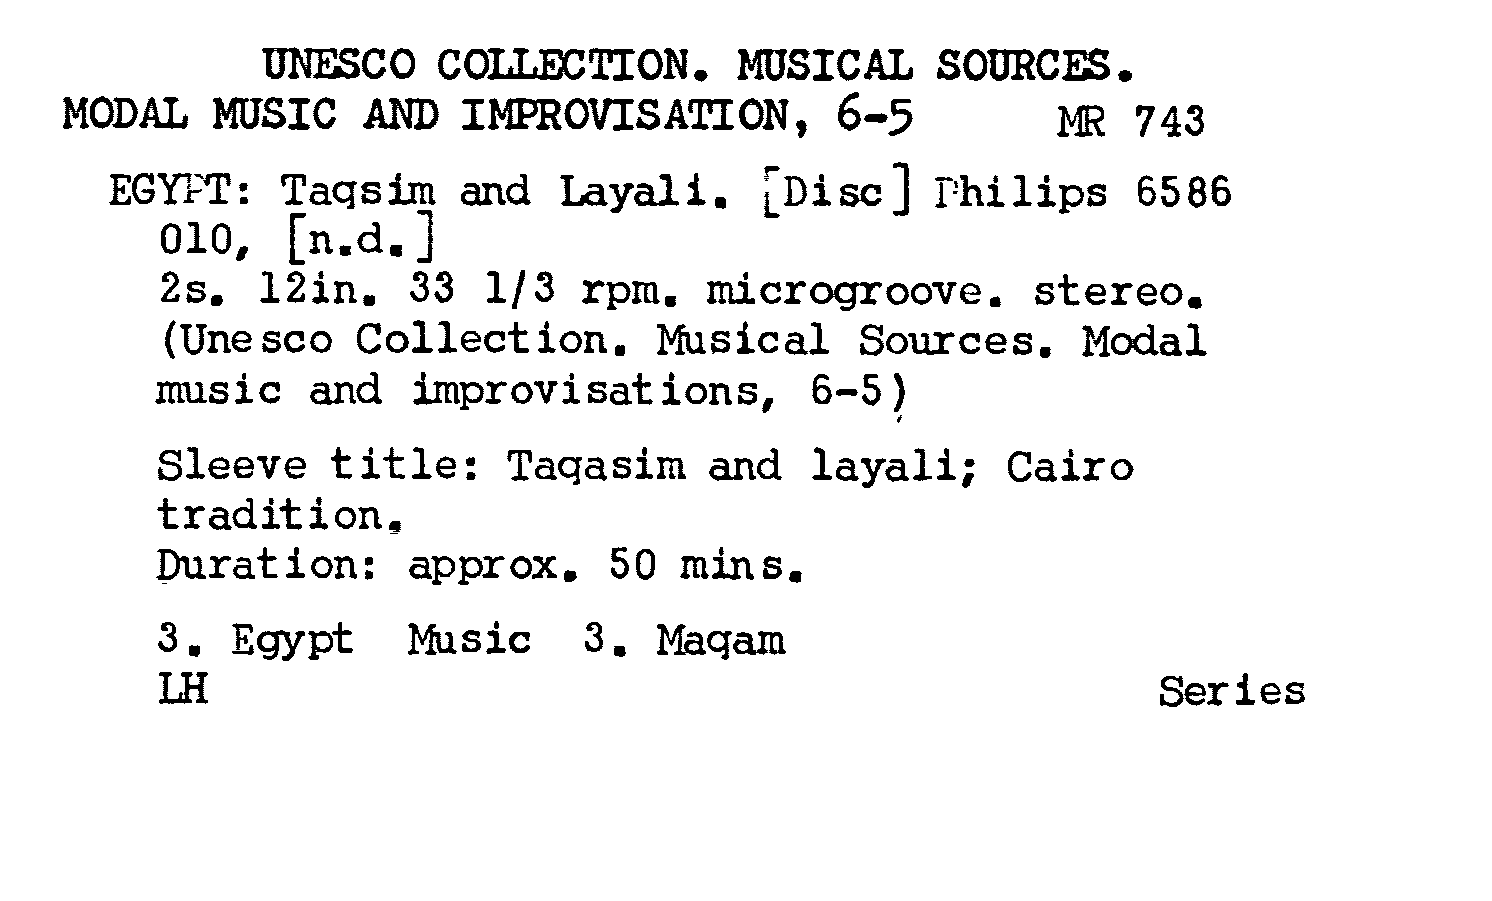 UNESCO COLLECTION. MUSICAL SOURCES.
MODAL MUSIC AND IMPROVISATION, 6-5 MR 743
EGYPT: Taqsim and Layali. [Disc] Philips 6586
010, [n.d.]
2s. 12in. 33 1/3 rpm. microgroove. stereo.
(Unesco Collection. Musical Sources. Modal
music and improvisations, 6-5)
Sleeve title: Taqasim and layali; Cairo
tradition.
Duration: approx. 50 mins.
3. Egypt Music 3. Maqam
LH Series